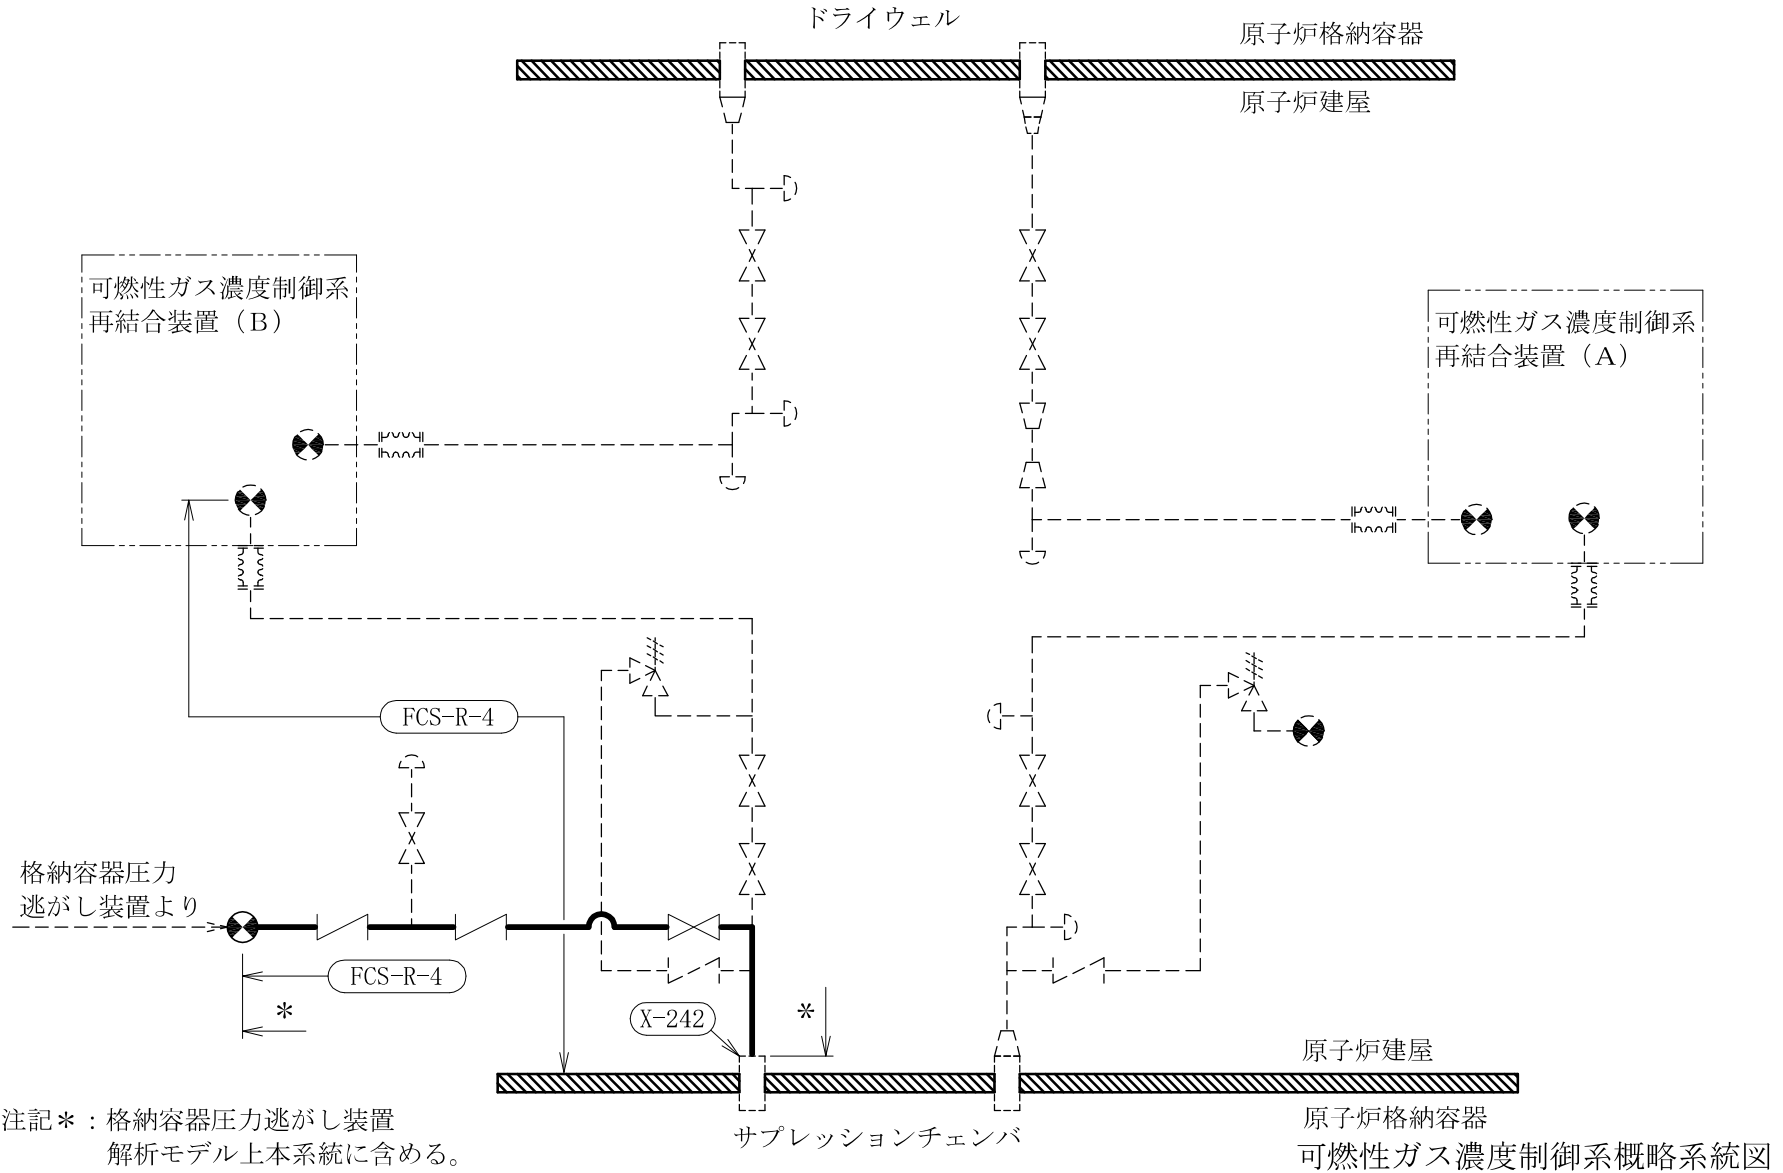 ドライウェル
原子炉格納容器
原子炉建屋
可燃性ガス濃度制御系
再結合装置（B）
可燃性ガス濃度制御系
再結合装置（A）
FCS-R-4
格納容器圧力
逃がし装置より
FCS-R-4
*
X-242
*
原子炉建屋
注記＊：格納容器圧力逃がし装置
解析モデル上本系統に含める。
サプレッションチェンバ
原子炉格納容器
可燃性ガス濃度制御系概略系統図